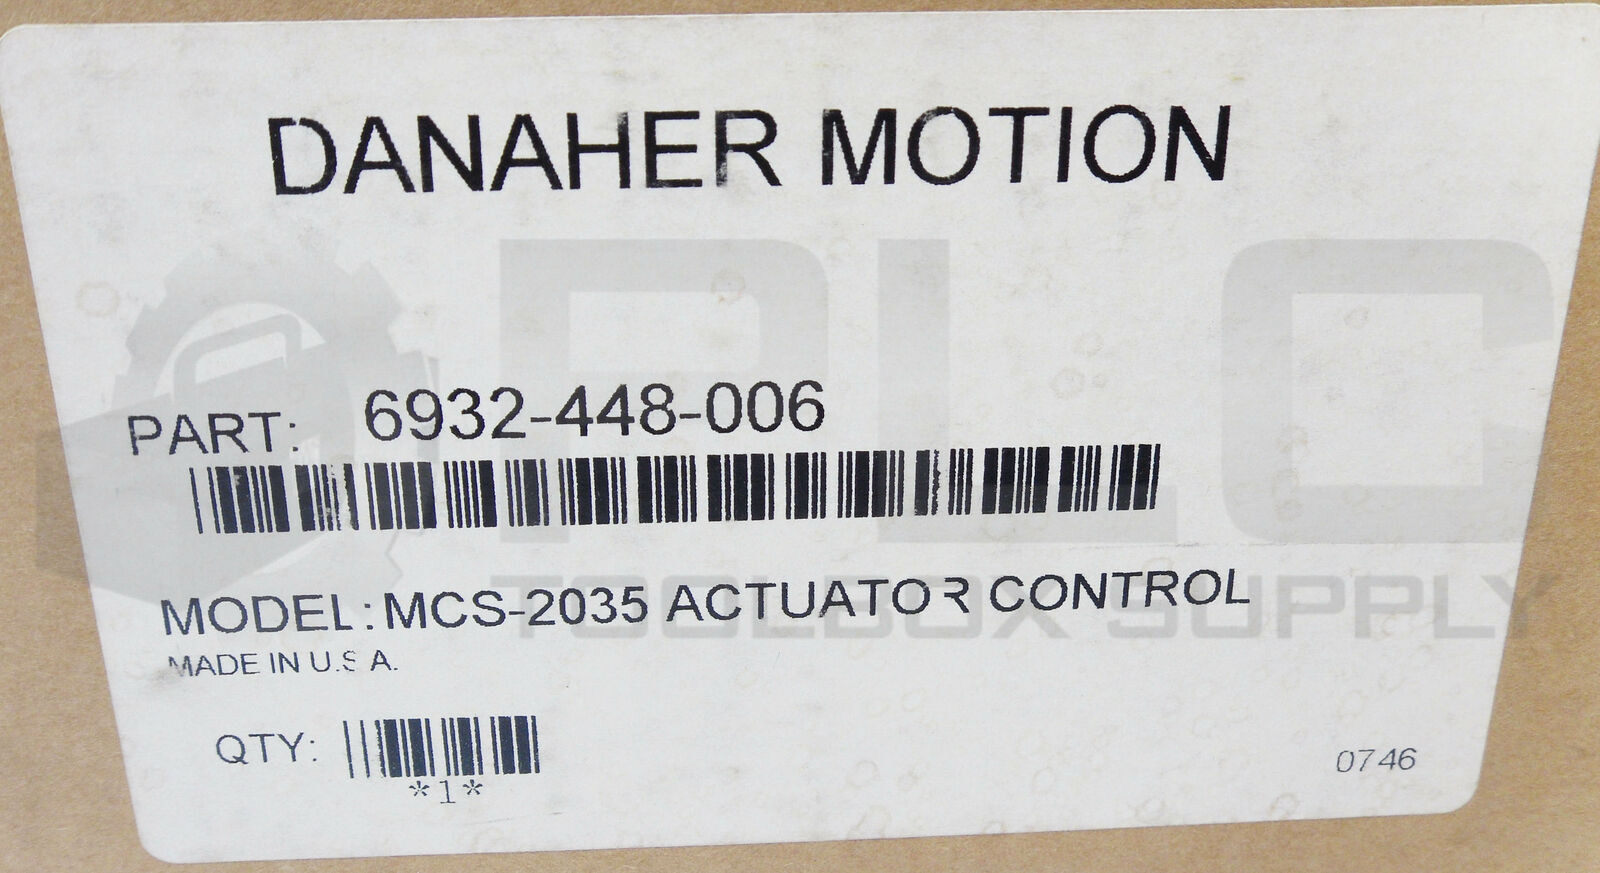 DANAHER MOTION
PLC
PART: 6932-448-006
TOOLBOX SUPPLY
MODEL: MCS-2035 ACTUATOR CONTROL
MADE IN U.S.A.
QTY:
*1*
0746